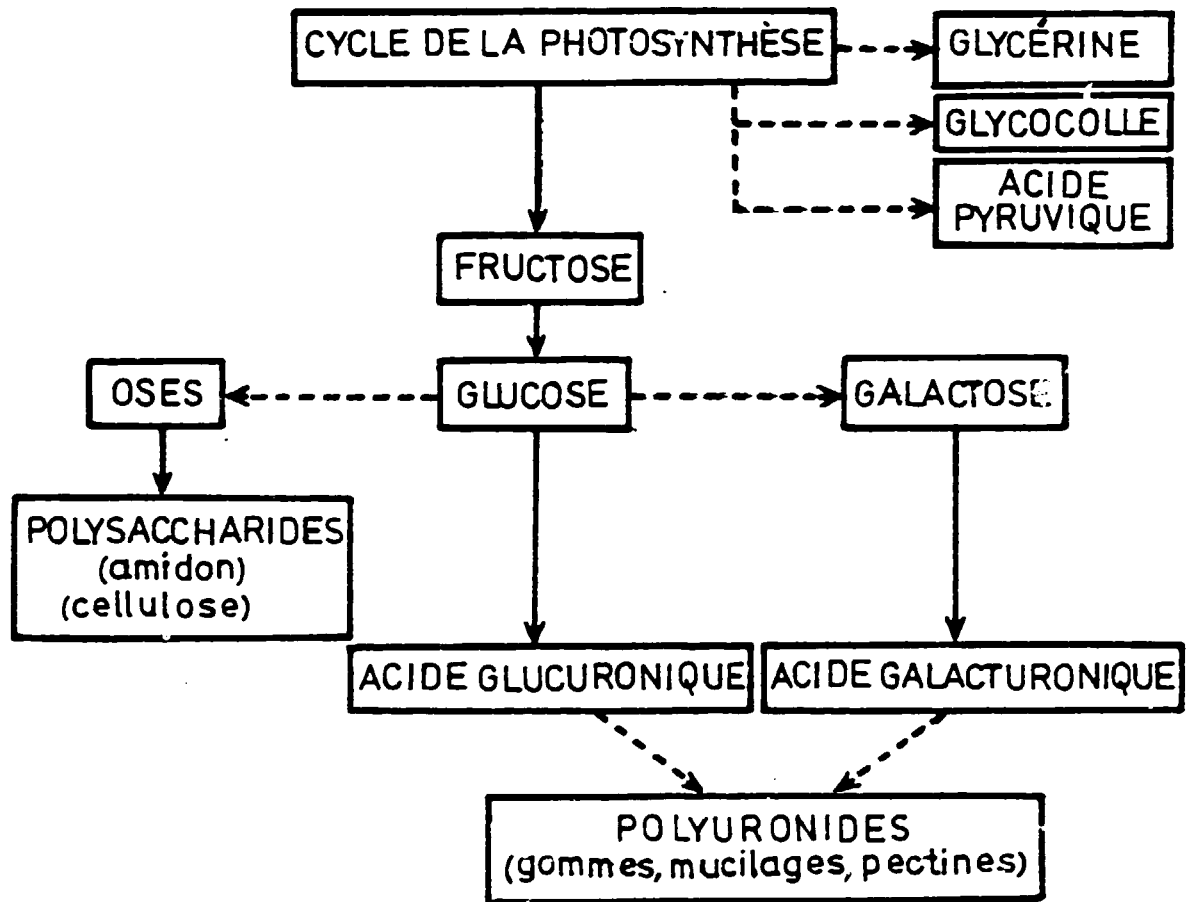 CYCLE DE LA PHOTOSYNTHÈSE
GLYCÉRINE
GLYCOCOLLE
ACIDE
PYRUVIQUE
FRUCTOSE
OSES
GLUCOSE
GALACTOSE
POLYSACCHARIDES
(amidon)
(cellulose)
ACIDE GLUCURONIQUE
ACIDE GALACTURONIQUE
POLYURONIDES
(gommes, mucilages, pectines)